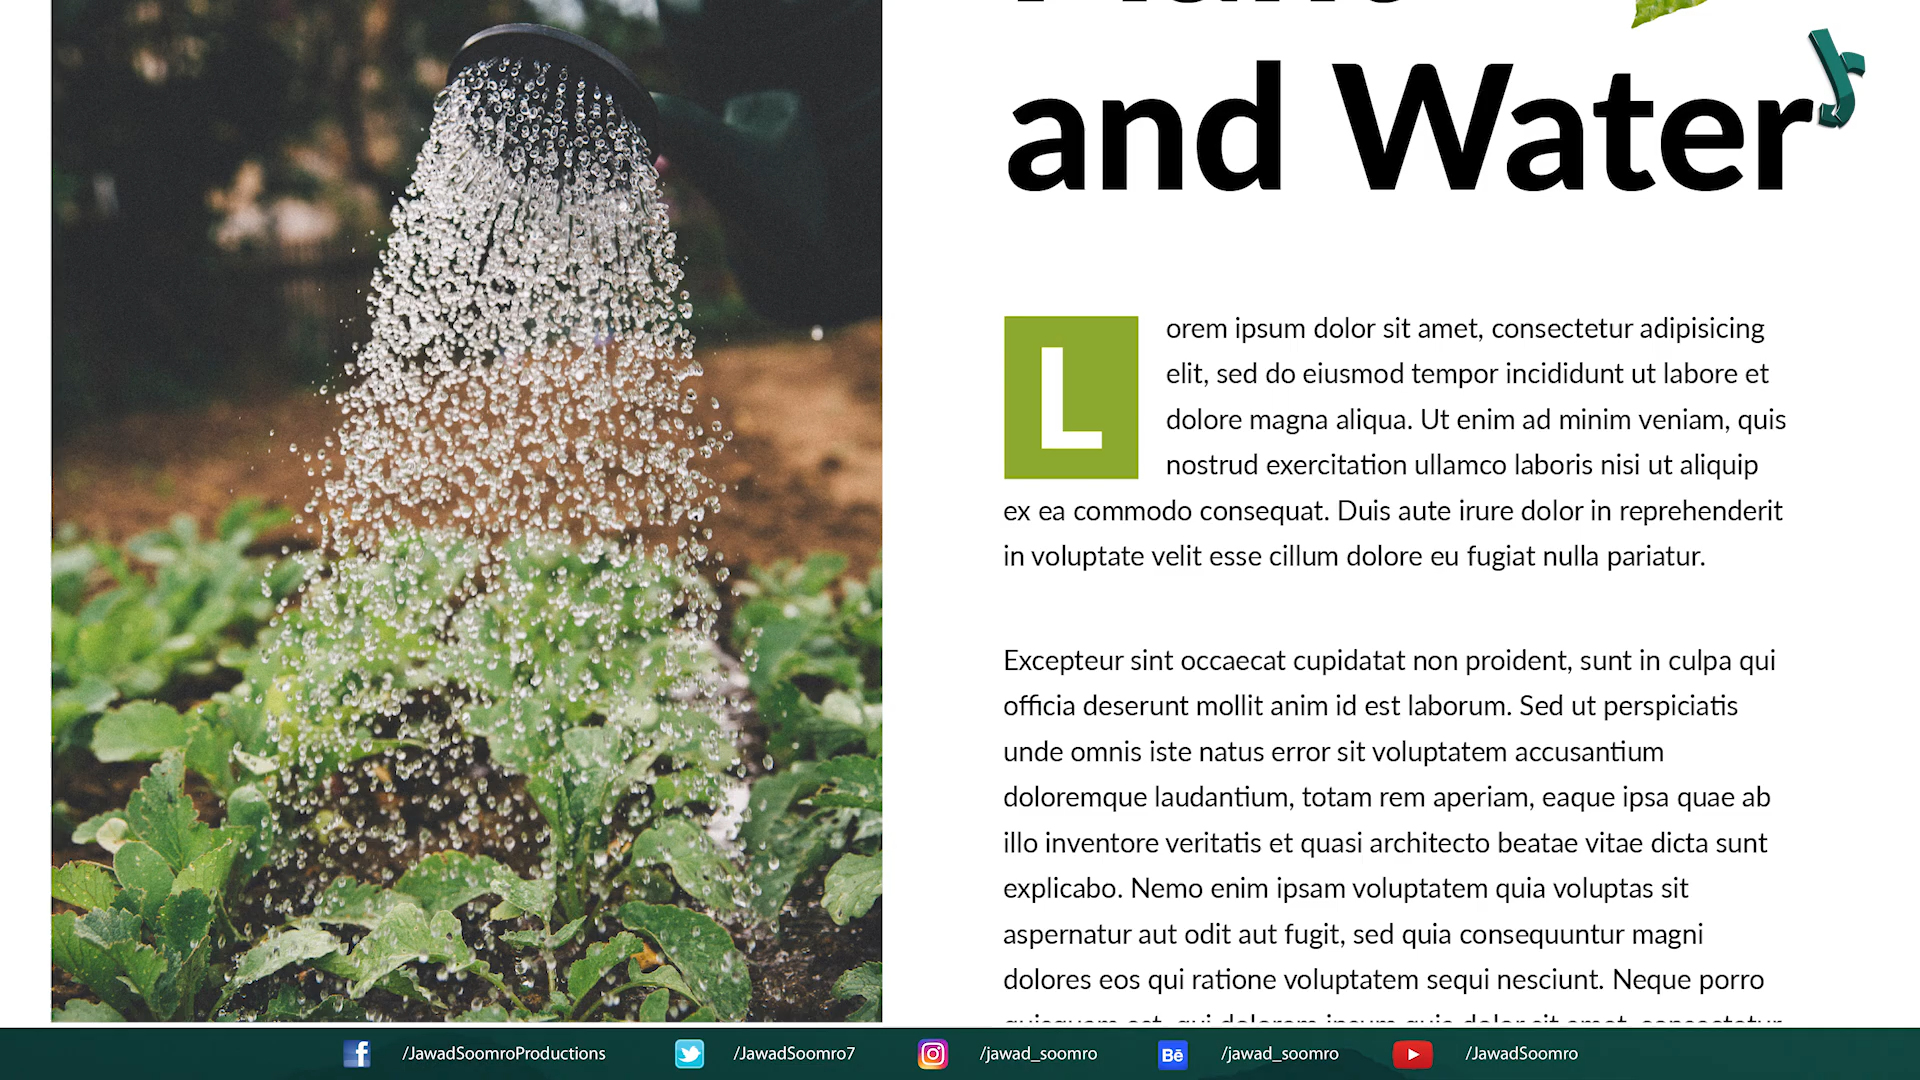 and Water
Lorem ipsum dolor sit amet, consectetur adipisicing
elit, sed do eiusmod tempor incididunt ut labore et
dolore magna aliqua. Ut enim ad minim veniam, quis
nostrud exercitation ullamco laboris nisi ut aliquip
ex ea commodo consequat. Duis aute irure dolor in reprehenderit
in voluptate velit esse cillum dolore eu fugiat nulla pariatur.
Excepteur sint occaecat cupidatat non proident, sunt in culpa qui
officia deserunt mollit anim id est laborum. Sed ut perspiciatis
unde omnis iste natus error sit voluptatem accusantium
doloremque laudantium, totam rem aperiam, eaque ipsa quae ab
illo inventore veritatis et quasi architecto beatae vitae dicta sunt
explicabo. Nemo enim ipsam voluptatem quia voluptas sit
aspernatur aut odit aut fugit, sed quia consequuntur magni
dolores eos qui ratione voluptatem sequi nesciunt. Neque porro
/JawadSoomroProductions /JawadSoomro7 /jawad_soomro Bē /jawad_soomro /JawadSoomro